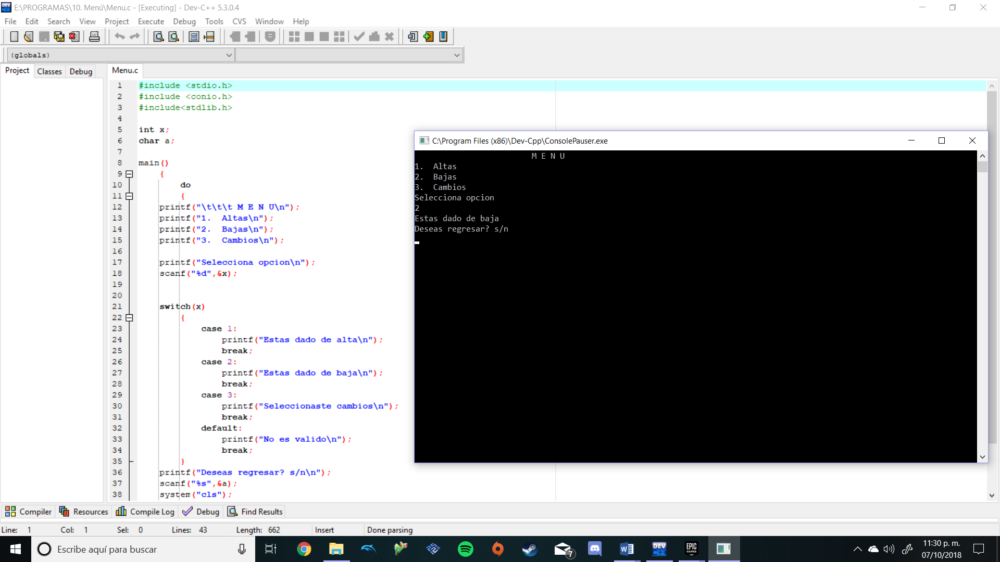 E:\PROGRAMAS\10. Menú\Menu.c - [Executing] - Dev-C++ 5.3.0.4
File Edit Search View Project Execute Debug Tools CVS Window Help
(globals)
Project Classes Debug
Menu.c
1 #include <stdio.h>
2 #include <conio.h>
3 #include<stdlib.h>
4
5 int x;
6 char a;
7
8 main()
9 {
10 do
11 {
12 printf("\t\t\t M E N U\n");
13 printf("1.  Altas\n");
14 printf("2.  Bajas\n");
15 printf("3.  Cambios\n");
16
17 printf("Selecciona opcion\n");
18 scanf("%d",&x);
19
20
21 switch(x)
22 {
23 case 1:
24 printf("Estas dado de alta\n");
25 break;
26 case 2:
27 printf("Estas dado de baja\n");
28 break;
29 case 3:
30 printf("Seleccionaste cambios\n");
31 break;
32 default:
33 printf("No es valido\n");
34 break;
35 }
36 printf("Deseas regresar? s/n\n");
37 scanf("%s",&a);
38 system("cls");
C:\Program Files (x86)\Dev-Cpp\ConsolePauser.exe
M E N U
1.  Altas
2.  Bajas
3.  Cambios
Selecciona opcion
2
Estas dado de baja
Deseas regresar? s/n
Compiler Resources Compile Log Debug Find Results
Line: 1 Col: 1 Sel: 0 Lines: 43 Length: 662 Insert Done parsing
Escribe aquí para buscar
7
DEV C++
EPIC GAMES
11:30 p. m.
07/10/2018